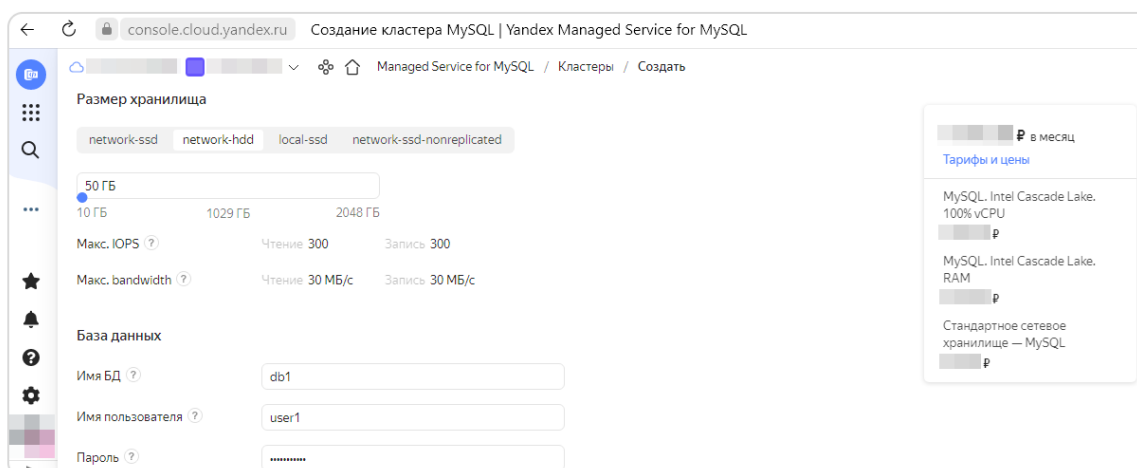 console.cloud.yandex.ru Создание кластера MySQL | Yandex Managed Service for MySQL
Managed Service for MySQL / Кластеры / Создать
Размер хранилища
network-ssd network-hdd local-ssd network-ssd-nonreplicated
50 ГБ
10 ГБ 1029 ГБ 2048 ГБ
Макс. IOPS ? Чтение 300 Запись 300
Макс. bandwidth ? Чтение 30 МБ/с Запись 30 МБ/с
База данных
Имя БД ? db1
Имя пользователя ? user1
Пароль ? •••••••••••
₽ в месяц
Тарифы и цены
MySQL. Intel Cascade Lake.
100% vCPU
₽
MySQL. Intel Cascade Lake.
RAM
₽
Стандартное сетевое
хранилище — MySQL
₽